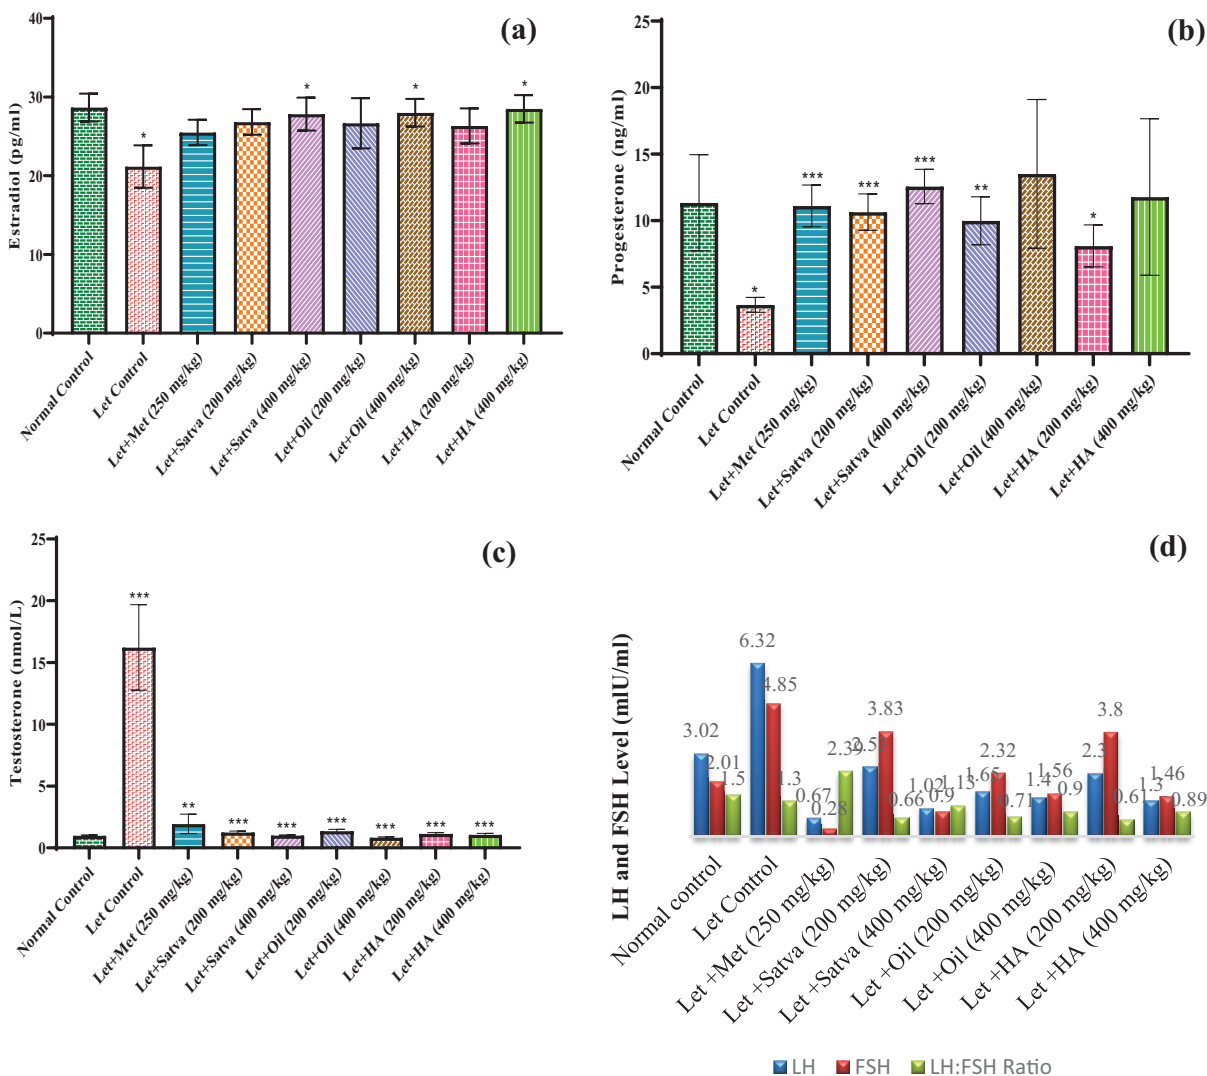 (a)
Estradiol (pg/ml)
40
30
20
10
0
* * * *
Normal Control
Let Control
Let+Met (250 mg/kg)
Let+Satva (200 mg/kg)
Let+Satva (400 mg/kg)
Let+Oil (200 mg/kg)
Let+Oil (400 mg/kg)
Let+HA (200 mg/kg)
Let+HA (400 mg/kg)
(b)
Progesterone (ng/ml)
25
20
15
10
5
0
* *** *** *** ** *
Normal Control
Let Control
Let+Met (250 mg/kg)
Let+Satva (200 mg/kg)
Let+Satva (400 mg/kg)
Let+Oil (200 mg/kg)
Let+Oil (400 mg/kg)
Let+HA (200 mg/kg)
Let+HA (400 mg/kg)
(c)
Testosterone (nmol/L)
25
20
15
10
5
0
*** ** *** *** *** *** *** ***
Normal Control
Let Control
Let+Met (250 mg/kg)
Let+Satva (200 mg/kg)
Let+Satva (400 mg/kg)
Let+Oil (200 mg/kg)
Let+Oil (400 mg/kg)
Let+HA (200 mg/kg)
Let+HA (400 mg/kg)
(d)
LH and FSH Level (mlU/ml)
3.02 2.01 1.5
6.32 4.85 1.3
0.67 0.28 2.39
3.83 0.66
1.02 0.9 1.13
1.65 2.32 0.71
1.4 1.56 0.9
2.3 3.8 0.61
1.3 1.46 0.89
Normal control
Let Control
Let +Met (250 mg/kg)
Let +Satva (200 mg/kg)
Let +Satva (400 mg/kg)
Let +Oil (200 mg/kg)
Let +Oil (400 mg/kg)
Let +HA (200 mg/kg)
Let +HA (400 mg/kg)
LH FSH LH:FSH Ratio